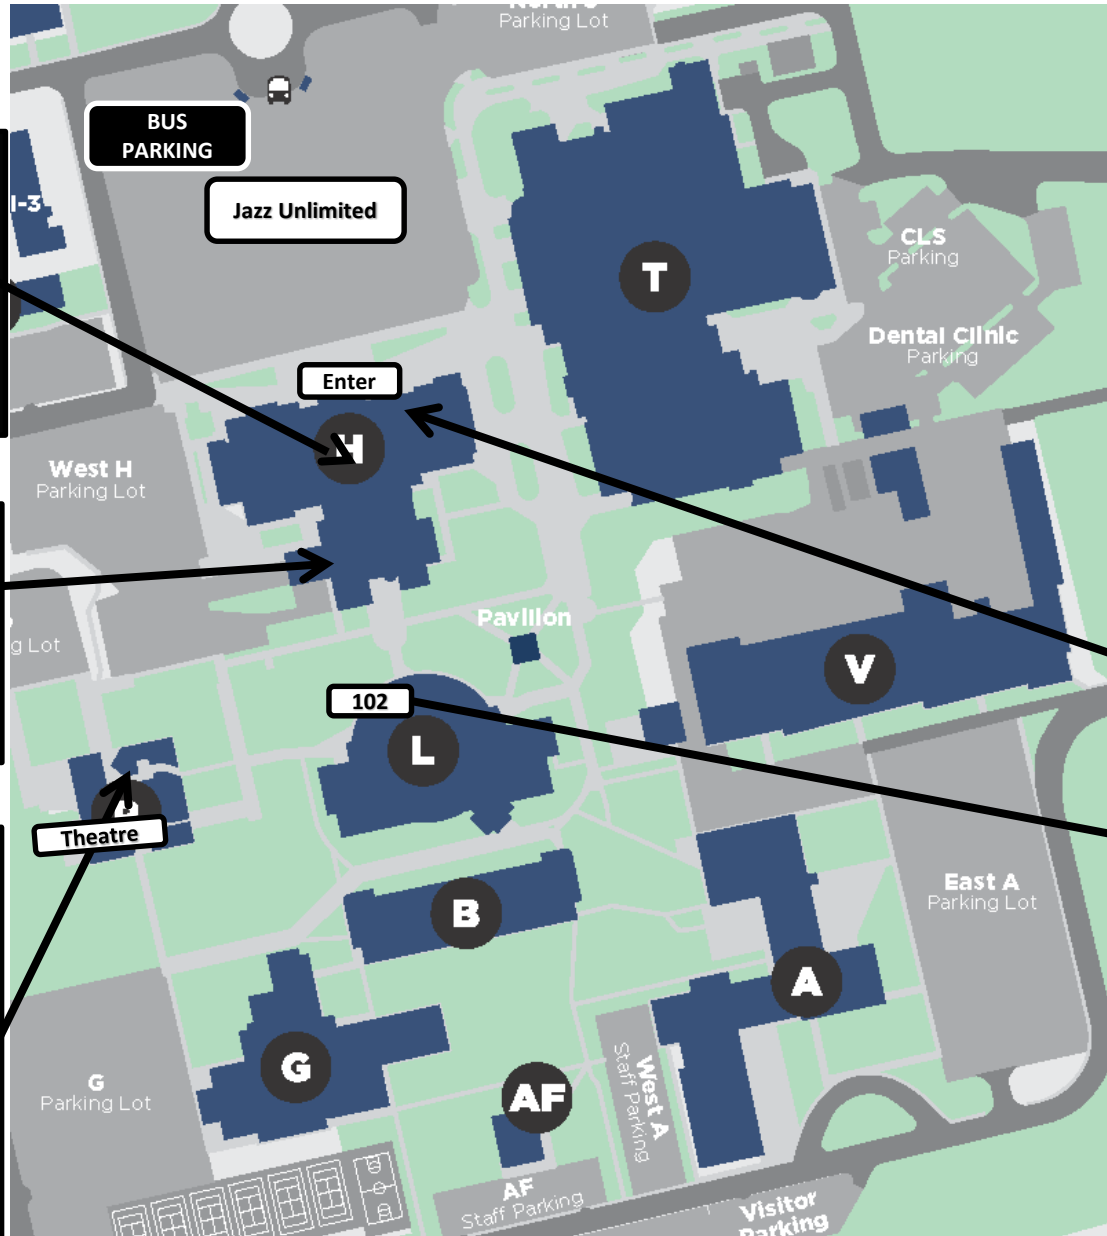 Parking Lot
BUS
PARKING
Jazz Unlimited
I-3
T
CLS
Parking
Dental Clinic
Parking
Enter
H
West H
Parking Lot
g Lot
Pavilion
V
102
L
Theatre
B
East A
Parking Lot
A
G
G
Parking Lot
AF
West A
Staff Parking
AF
Staff Parking
Visitor
Parking